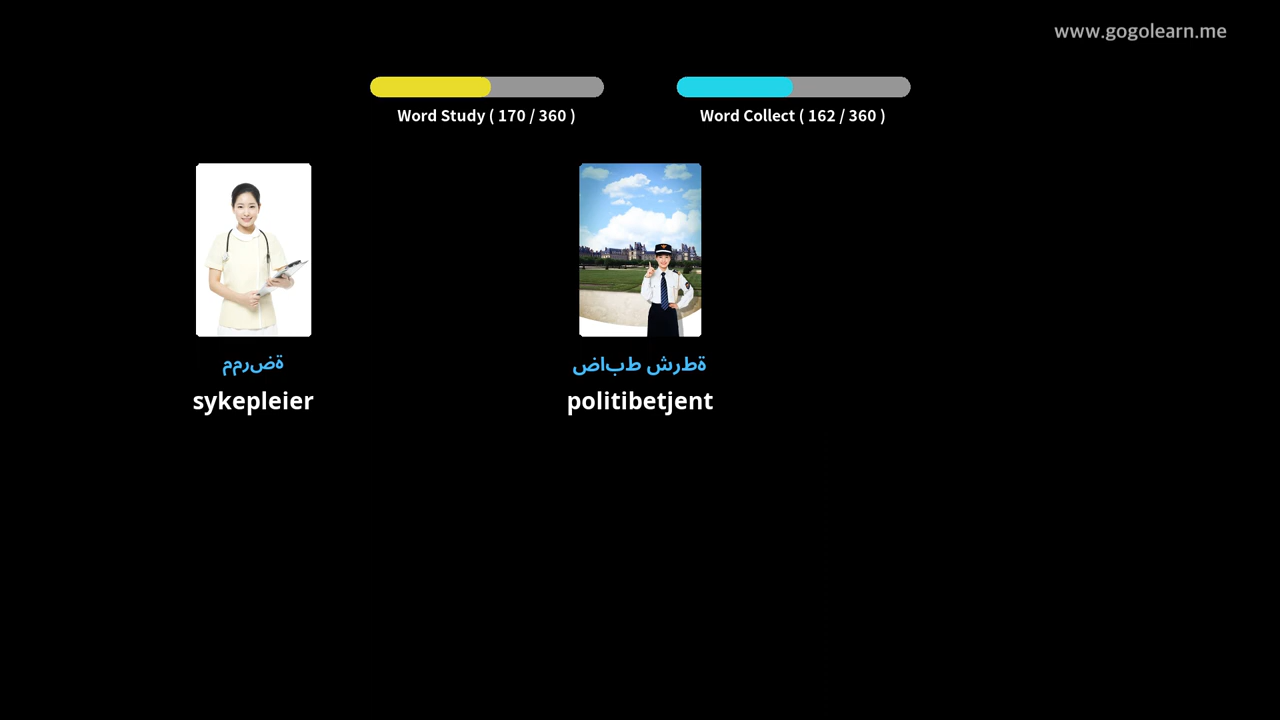 www.gogolearn.me
Word Study ( 170 / 360 )
Word Collect ( 162 / 360 )
ةضرمم
sykepleier
ةطرش طباض
politibetjent